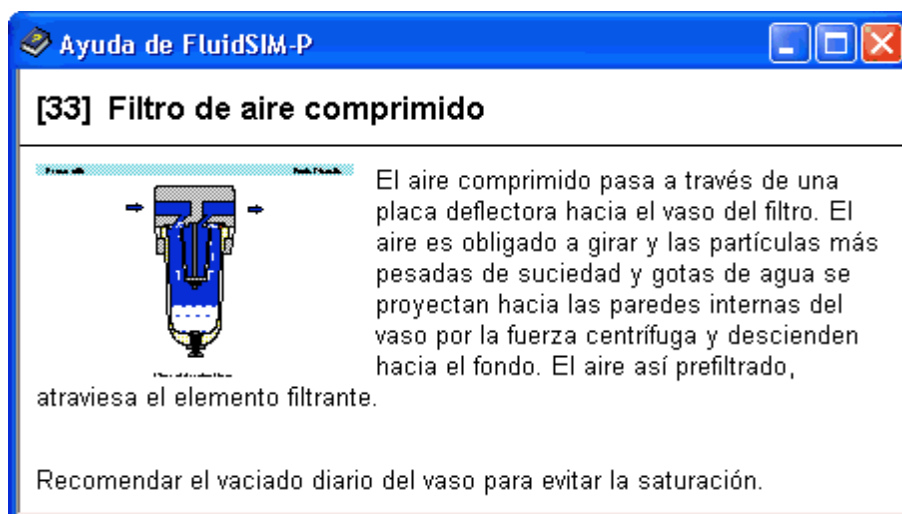 Ayuda de FluidSIM-P
[33] Filtro de aire comprimido
El aire comprimido pasa a través de una
placa deflectora hacia el vaso del filtro. El
aire es obligado a girar y las partículas más
pesadas de suciedad y gotas de agua se
proyectan hacia las paredes internas del
vaso por la fuerza centrífuga y descienden
hacia el fondo. El aire así prefiltrado,
atraviesa el elemento filtrante.
Recomendar el vaciado diario del vaso para evitar la saturación.